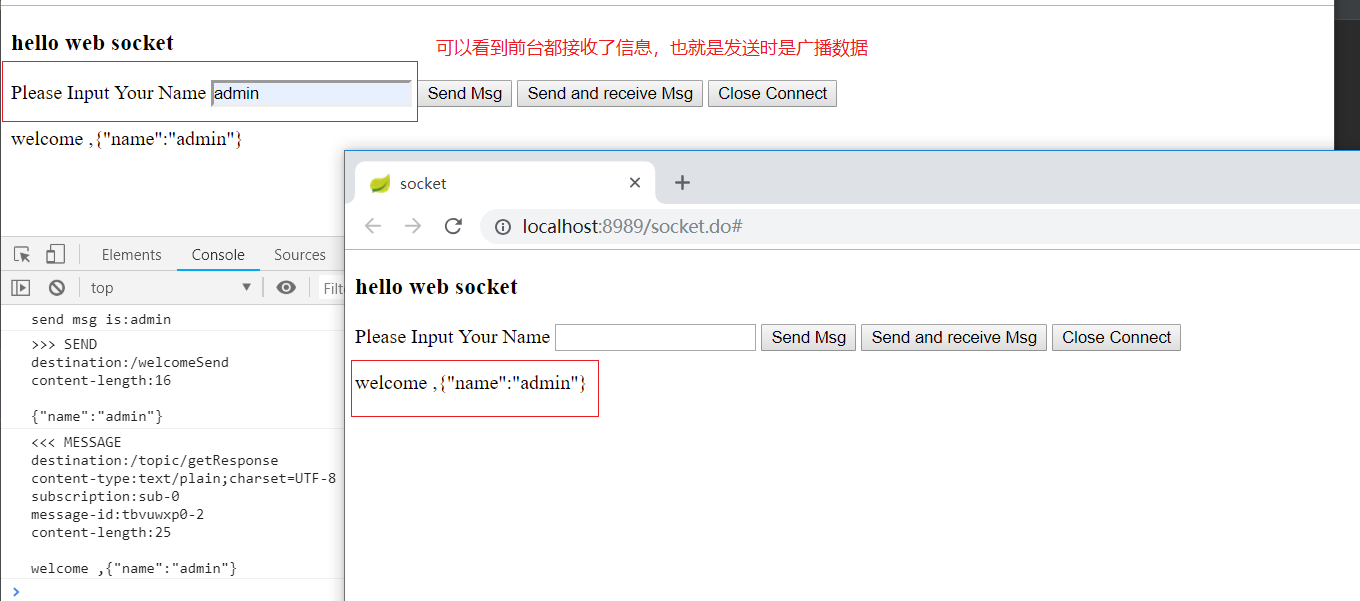 hello web socket
可以看到前台都接收了信息，也就是发送时是广播数据
Please Input Your Name admin Send Msg Send and receive Msg Close Connect
welcome ,{"name":"admin"}
Elements Console Sources
top
send msg is:admin
>>> SEND
destination:/welcomeSend
content-length:16
{"name":"admin"}
<<< MESSAGE
destination:/topic/getResponse
content-type:text/plain;charset=UTF-8
subscription:sub-0
message-id:tbvuwxp0-2
content-length:25
welcome ,{"name":"admin"}
socket
localhost:8989/socket.do#
hello web socket
Please Input Your Name Send Msg Send and receive Msg Close Connect
welcome ,{"name":"admin"}